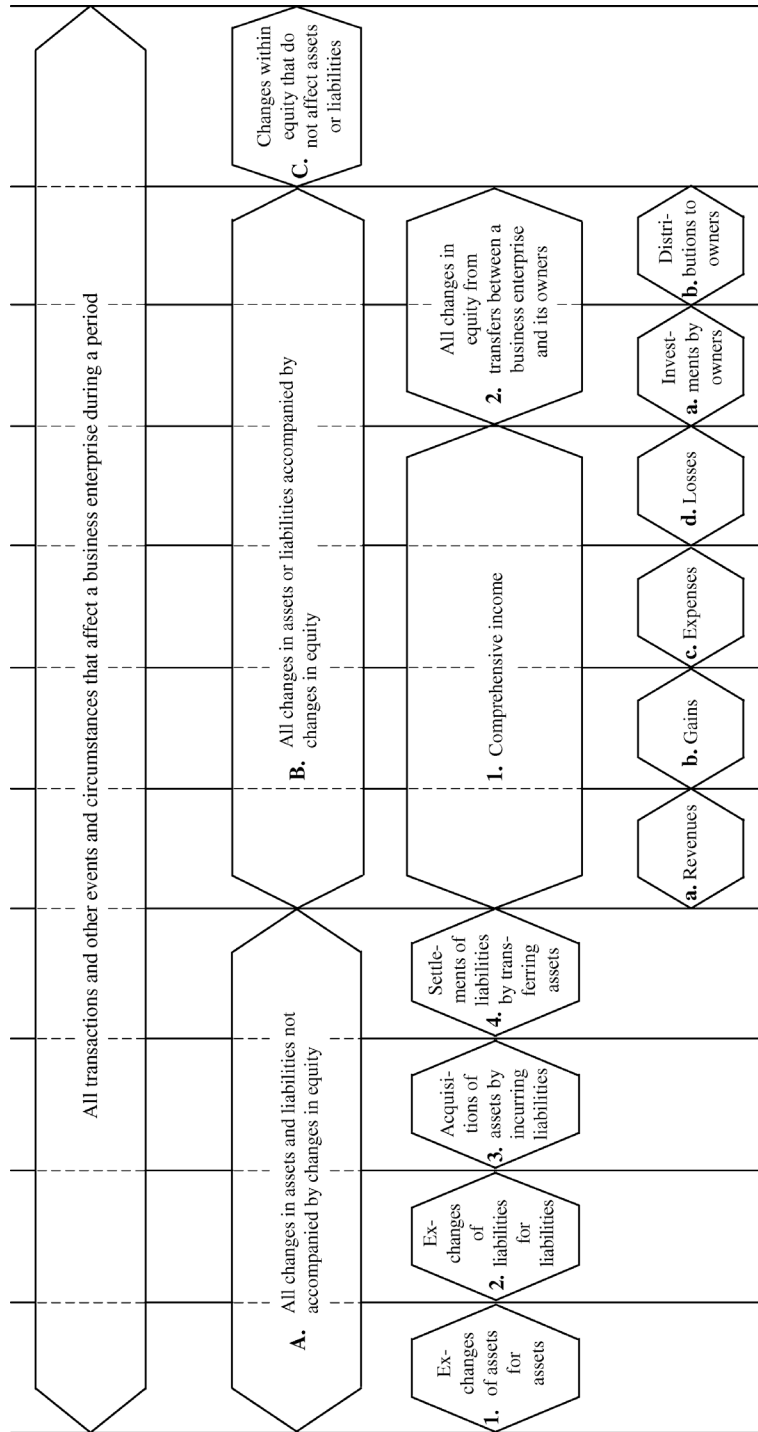 All transactions and other events and circumstances that affect a business enterprise during a period
A. All changes in assets and liabilities not
accompanied by changes in equity
B. All changes in assets or liabilities accompanied by
changes in equity
Changes within
equity that do
not affect assets
C. or liabilities
Ex-
changes
1. of assets
for
assets
Ex-
changes
of
2. liabilities
for
liabilities
Acquisi-
tions of
3. assets by
incurring
liabilities
Settle-
ments of
liabilities
4. by trans-
ferring
assets
1. Comprehensive income
All changes in
equity from
2. transfers between a
business enterprise
and its owners
a. Revenues
b. Gains
c. Expenses
d. Losses
Invest-
a. ments by
owners
Distri-
b. butions to
owners